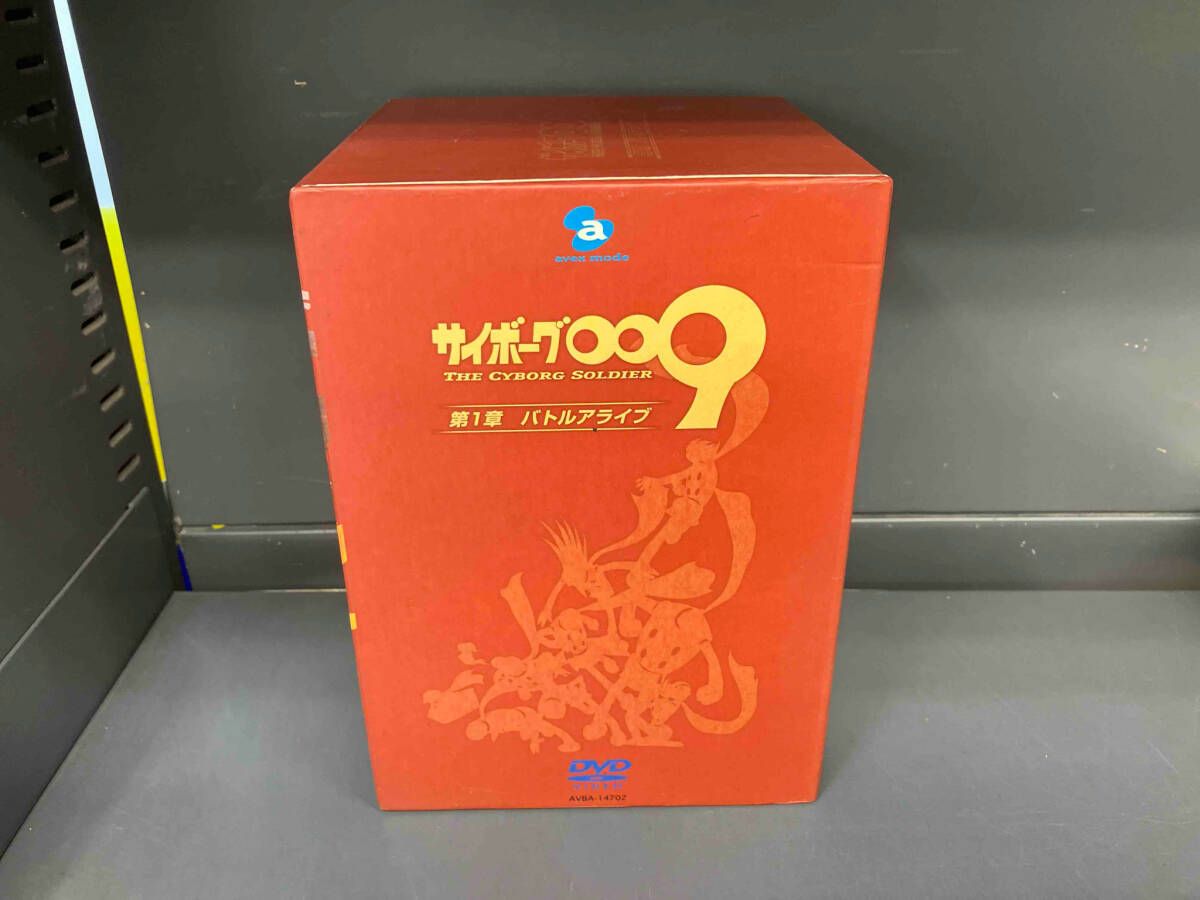 a
avex mode
サイボーグ009
THE CYBORG SOLDIER
第1章 バトルアライブ
DVD
VIDEO
AVBA-14702